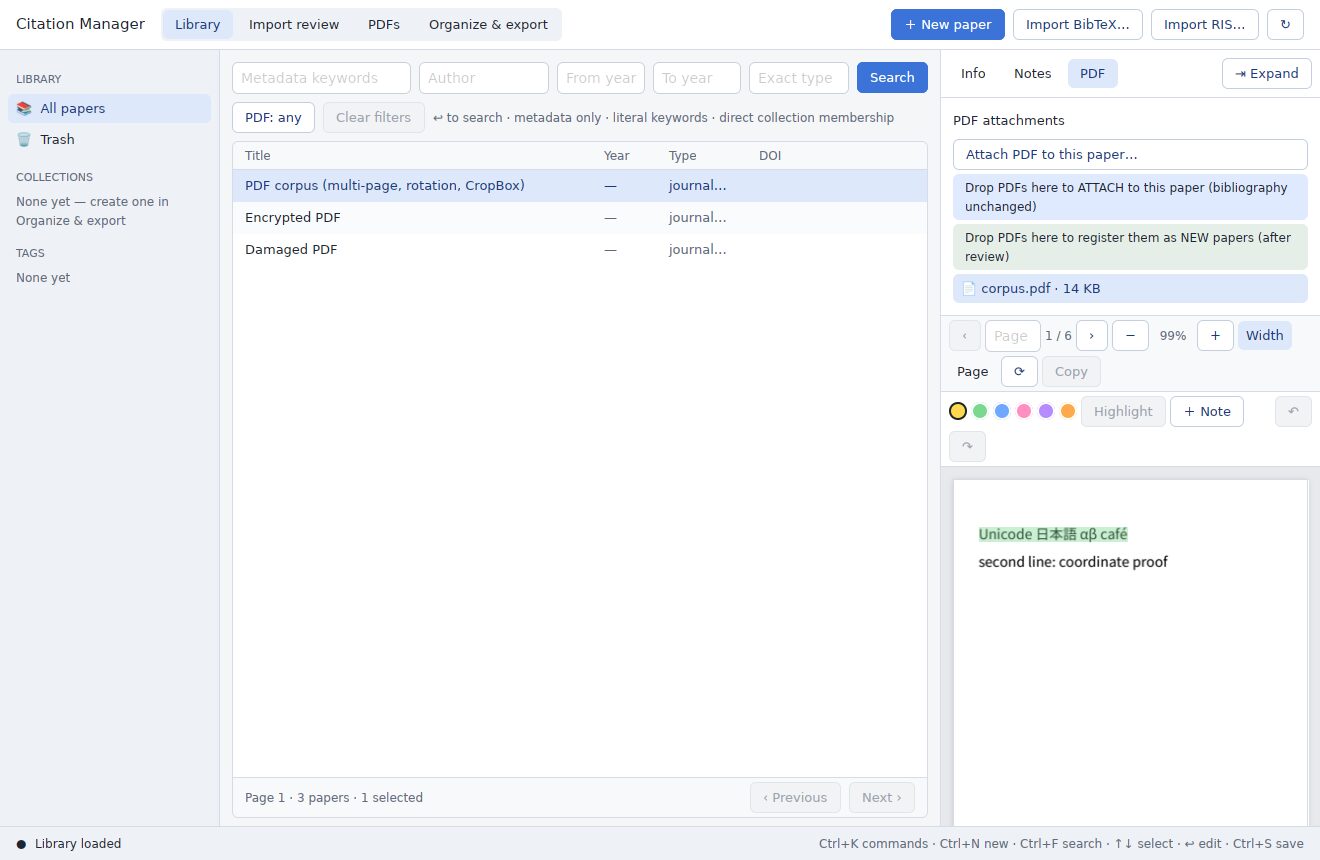 Citation Manager Library Import review PDFs Organize & export + New paper Import BibTeX... Import RIS... ↻
LIBRARY
📚 All papers
🗑️ Trash
COLLECTIONS
None yet — create one in
Organize & export
TAGS
None yet
Metadata keywords Author From year To year Exact type Search
PDF: any Clear filters ↩ to search · metadata only · literal keywords · direct collection membership
Title Year Type DOI
PDF corpus (multi-page, rotation, CropBox) — journal…
Encrypted PDF — journal…
Damaged PDF — journal…
Page 1 · 3 papers · 1 selected ‹ Previous Next ›
Info Notes PDF ⇥ Expand
PDF attachments
Attach PDF to this paper…
Drop PDFs here to ATTACH to this paper (bibliography
unchanged)
Drop PDFs here to register them as NEW papers (after
review)
📄 corpus.pdf · 14 KB
‹ Page 1 / 6 › − 99% + Width
Page ⟳ Copy
Highlight + Note ↶
↷
Unicode 日本語 αβ café
second line: coordinate proof
● Library loaded Ctrl+K commands · Ctrl+N new · Ctrl+F search · ↑↓ select · ↩ edit · Ctrl+S save